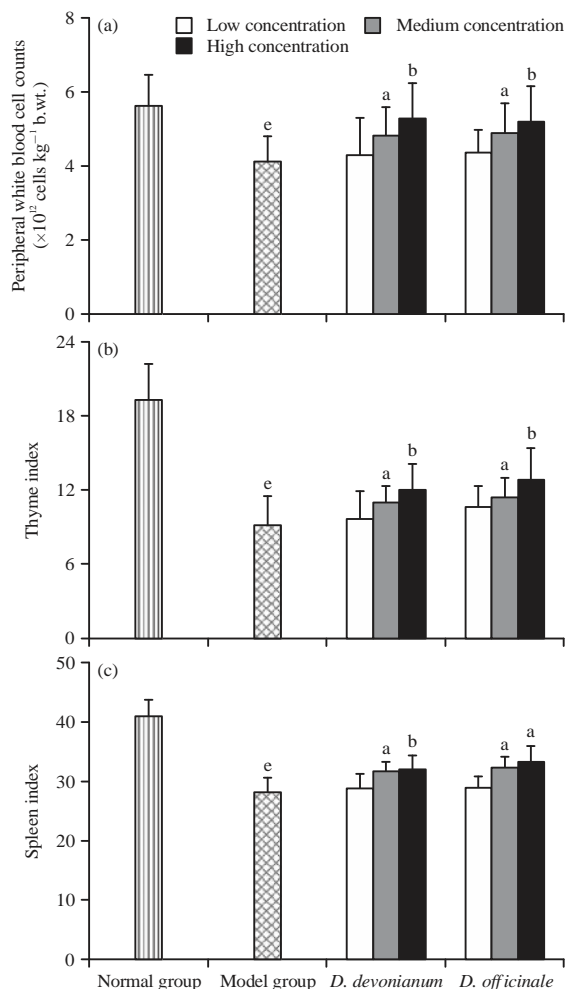 (a)
Low concentration
Medium concentration
High concentration
Peripheral white blood cell counts
(×10¹² cells kg⁻¹ b.wt.)
8
6
4
2
0
e
a
b
a
b
(b)
Thyme index
24
18
12
6
0
e
a
b
a
b
(c)
Spleen index
50
40
30
20
10
0
e
a
b
a
a
Normal group
Model group
D. devonianum
D. officinale